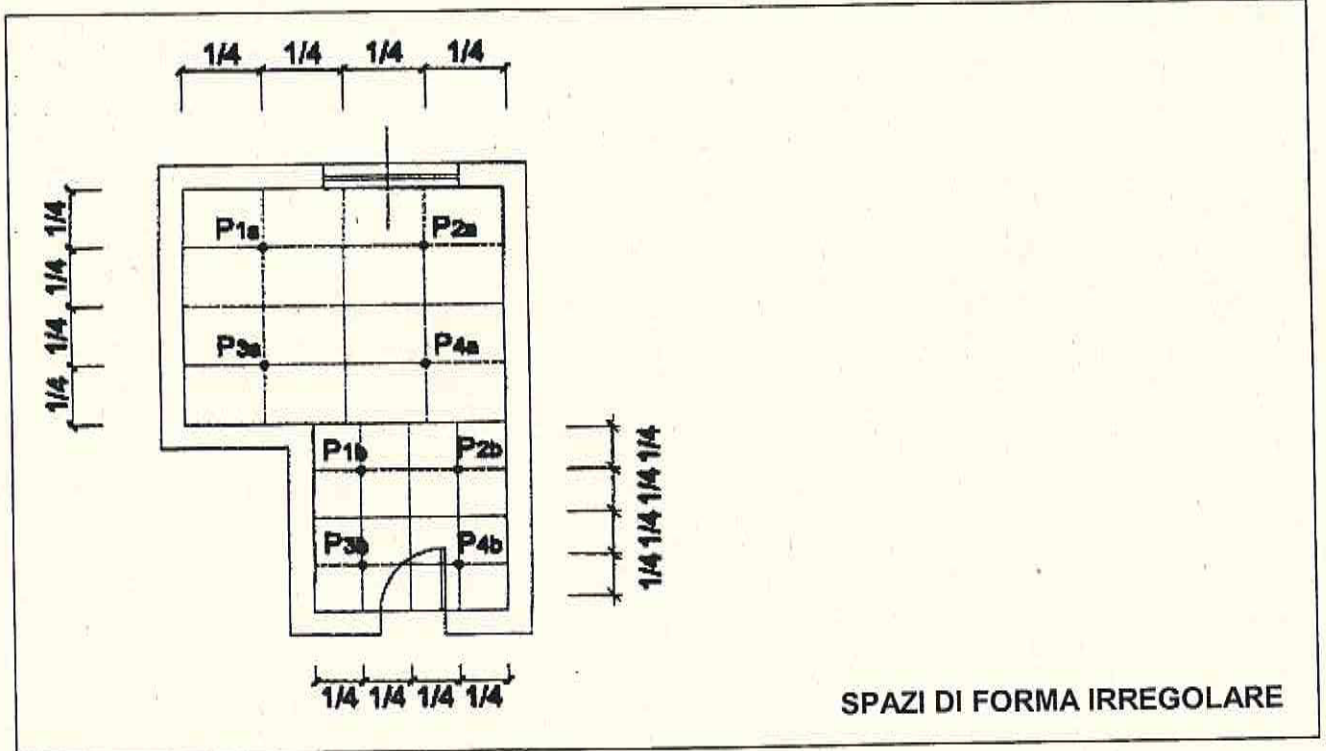 1/4 1/4 1/4 1/4
1/4
1/4
1/4
1/4
P1a P2a
P3a P4a
P1b P2b
P3b P4b
1/4 1/4 1/4 1/4
1/4 1/4 1/4 1/4
SPAZI DI FORMA IRREGOLARE